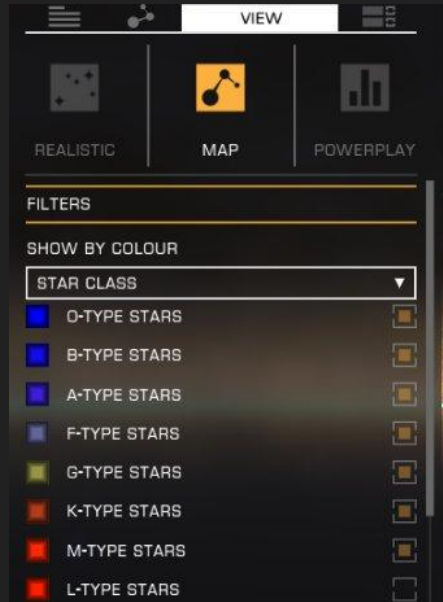 VIEW
REALISTIC MAP POWERPLAY
FILTERS
SHOW BY COLOUR
STAR CLASS
O-TYPE STARS
B-TYPE STARS
A-TYPE STARS
F-TYPE STARS
G-TYPE STARS
K-TYPE STARS
M-TYPE STARS
L-TYPE STARS